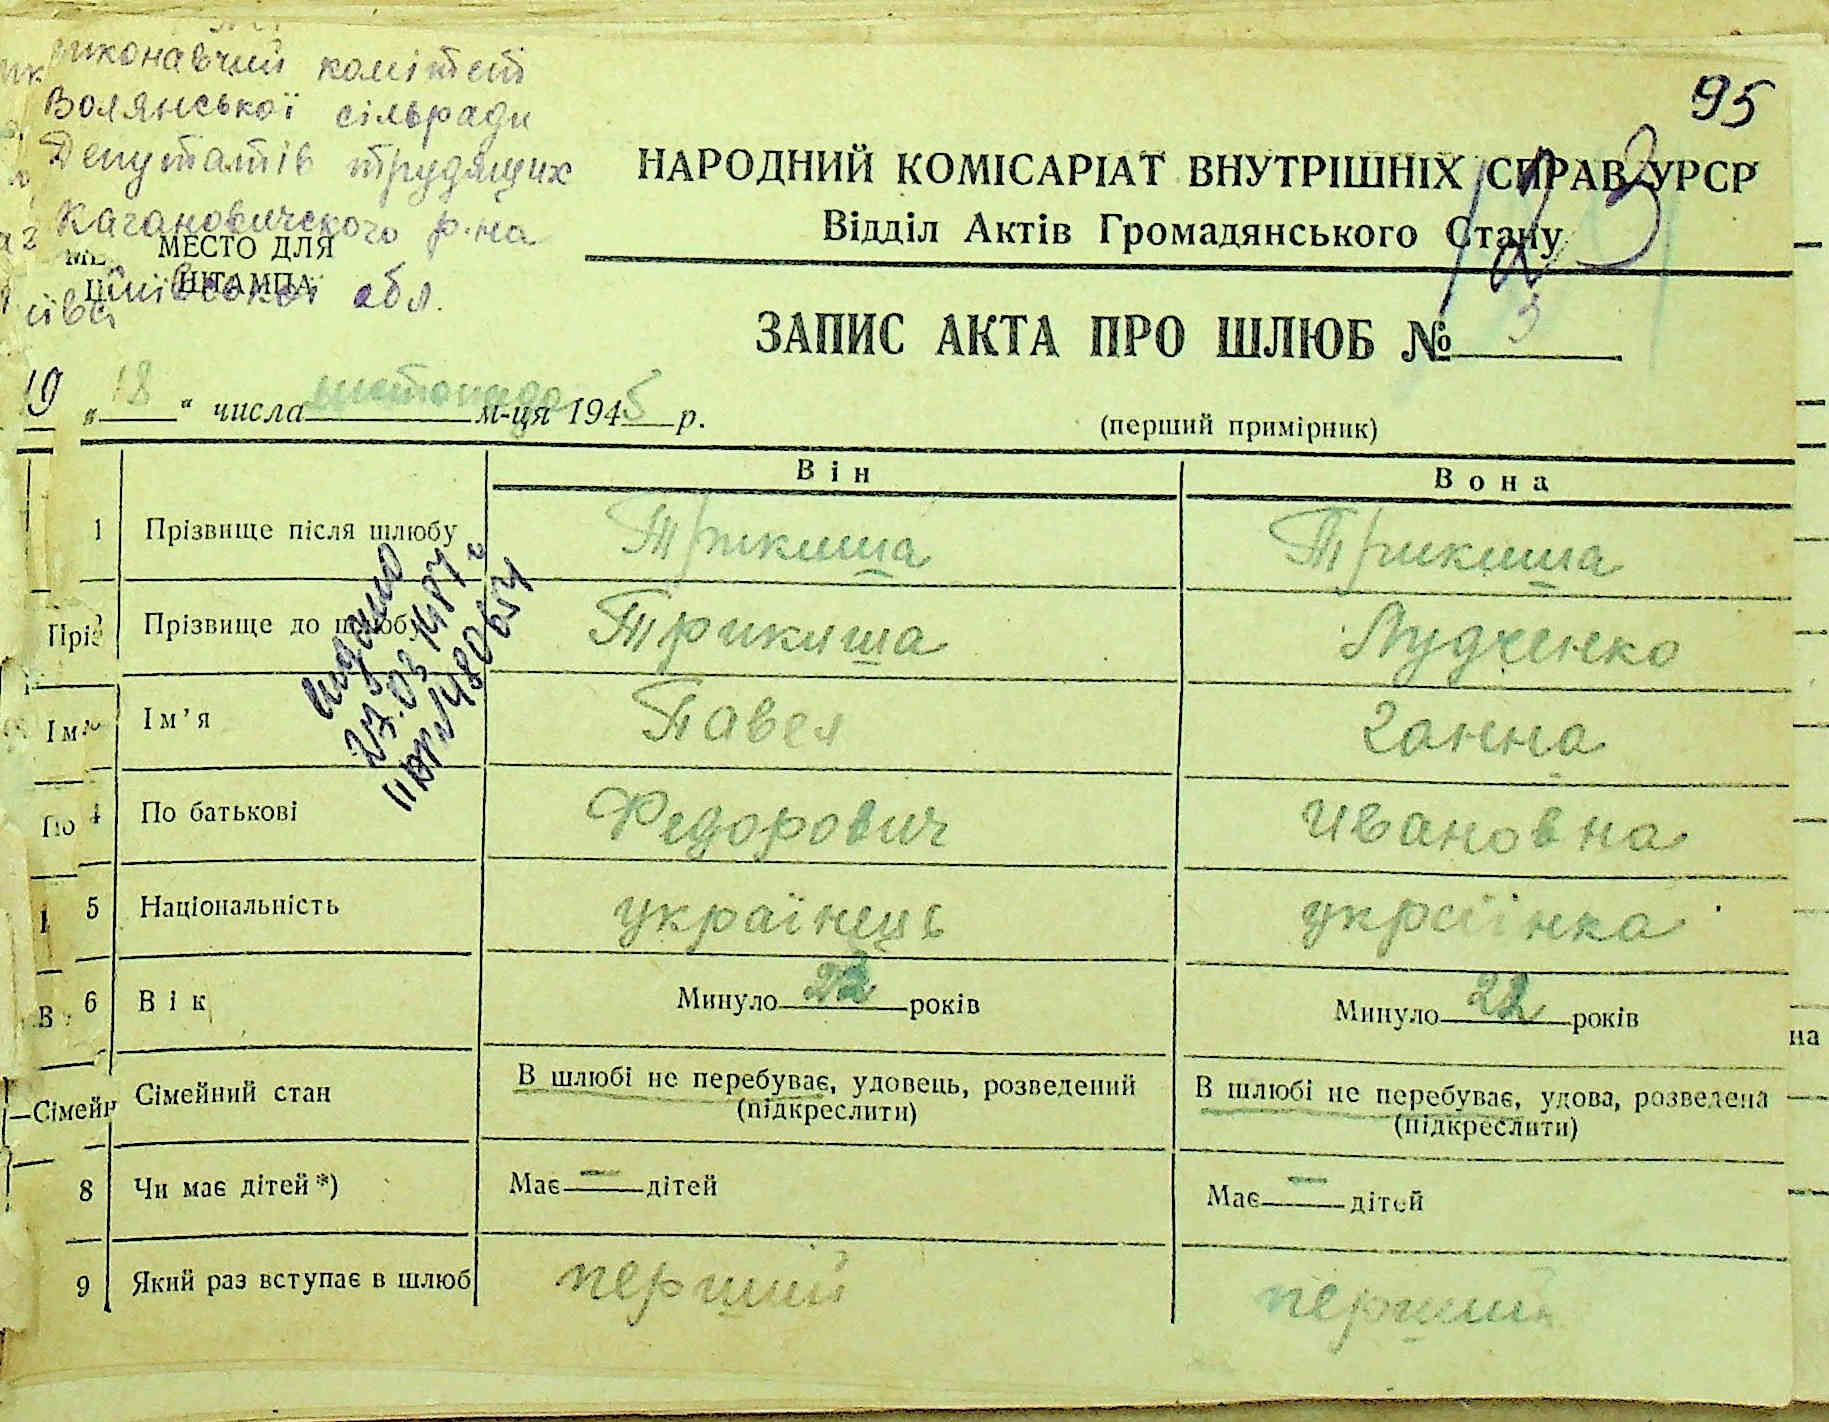 95
Виконавчий комітет
Волянської сільради
Депутатів трудящих
Кагановичского р-на
Київської обл.
МЕСТО ДЛЯ
ШТАМПА
НАРОДНИЙ КОМІСАРІАТ ВНУТРІШНІХ СПРАВ УРСР
Відділ Актів Громадянського Стану
ЗАПИС АКТА ПРО ШЛЮБ № 3
„ 18 “ числа листопада м-ця 1945 р.
(перший примірник)
Він Вона
1 Прізвище після шлюбу Трикиша Трикиша
2 Прізвище до шлюбу Трикиша Лудченко
Ім'я Павел Ганна
4 По батькові Федорович Ивановна
5 Національність українець українка
6 Вік Минуло 22 років Минуло 22 років
Сімейний стан В шлюбі не перебуває, удовець, розведений (підкреслити) В шлюбі не перебуває, удова, розведена (підкреслити)
8 Чи має дітей *) Має — дітей Має — дітей
9 Який раз вступає в шлюб перший перший
видано